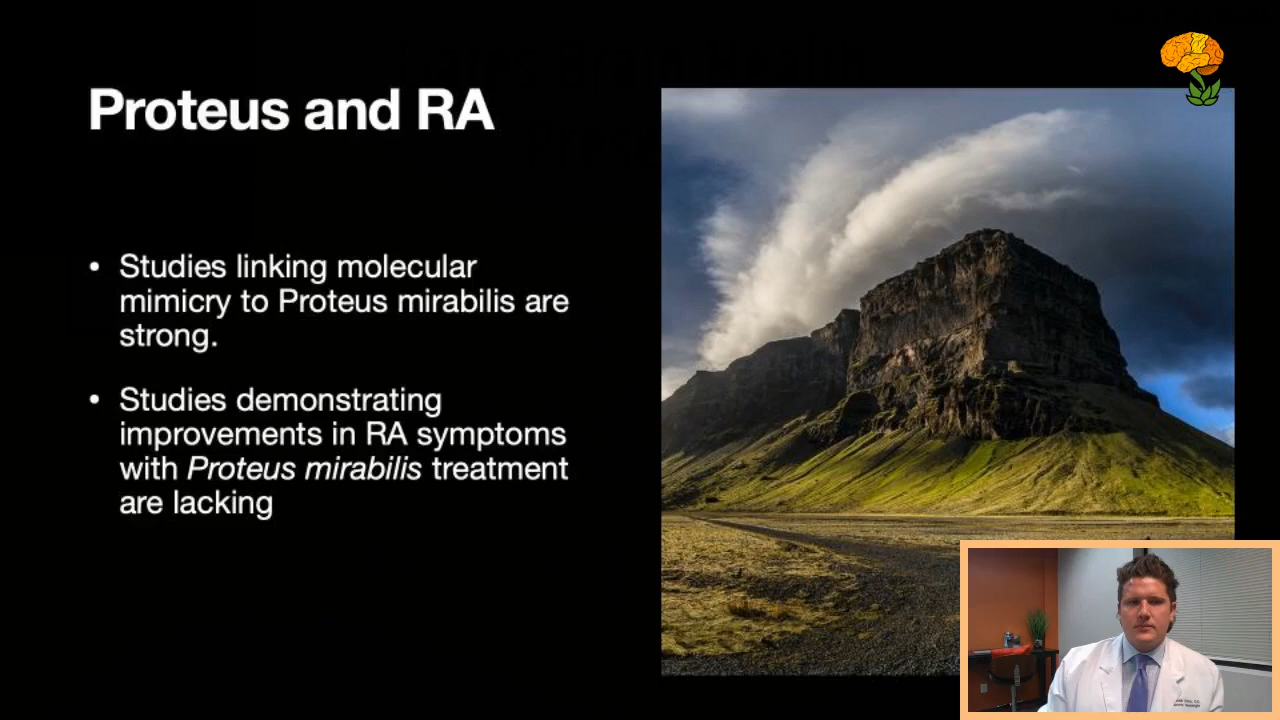 Proteus and RA
• Studies linking molecular
mimicry to Proteus mirabilis are
strong.
• Studies demonstrating
improvements in RA symptoms
with Proteus mirabilis treatment
are lacking